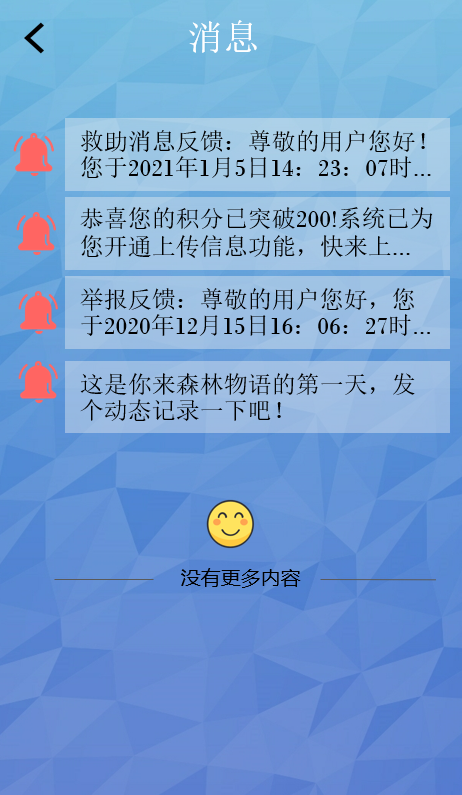 消息
救助消息反馈：尊敬的用户您好！
您于2021年1月5日14：23：07时...
恭喜您的积分已突破200!系统已为
您开通上传信息功能，快来上...
举报反馈：尊敬的用户您好，您
于2020年12月15日16：06：27时...
这是你来森林物语的第一天，发
个动态记录一下吧！
没有更多内容